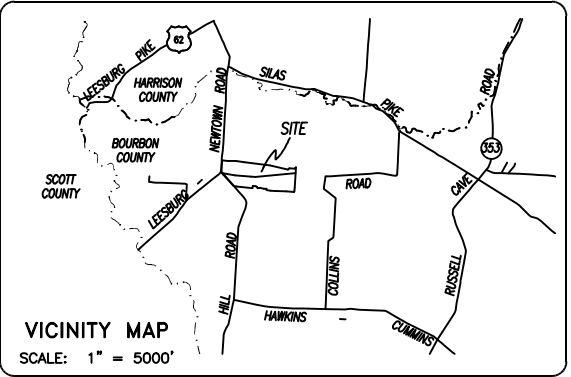 62
LEESBURG PIKE
HARRISON
COUNTY
ROAD
SILAS
PIKE
ROAD
NEWTOWN
SITE
BOURBON
COUNTY
353
SCOTT
COUNTY
ROAD
CAVE
LEESBURG
ROAD
COLLINS
RUSSELL
HILL
HAWKINS
CUMMINS
VICINITY MAP
SCALE: 1" = 5000'